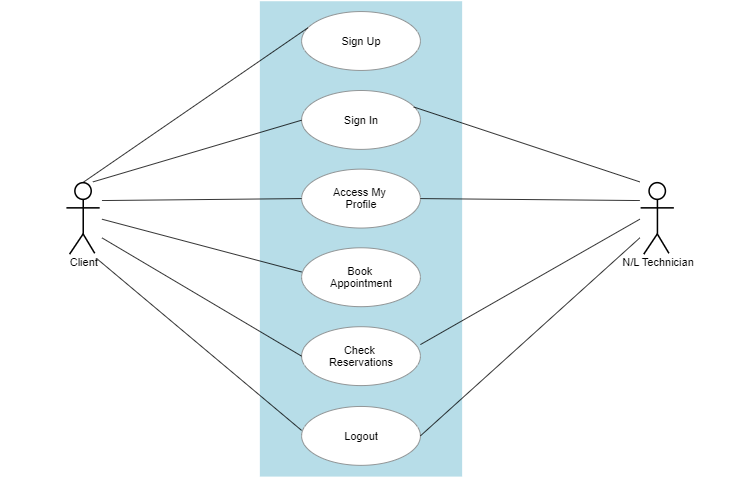 Sign Up
Sign In
Access My
Profile
Client
N/L Technician
Book
Appointment
Check
Reservations
Logout